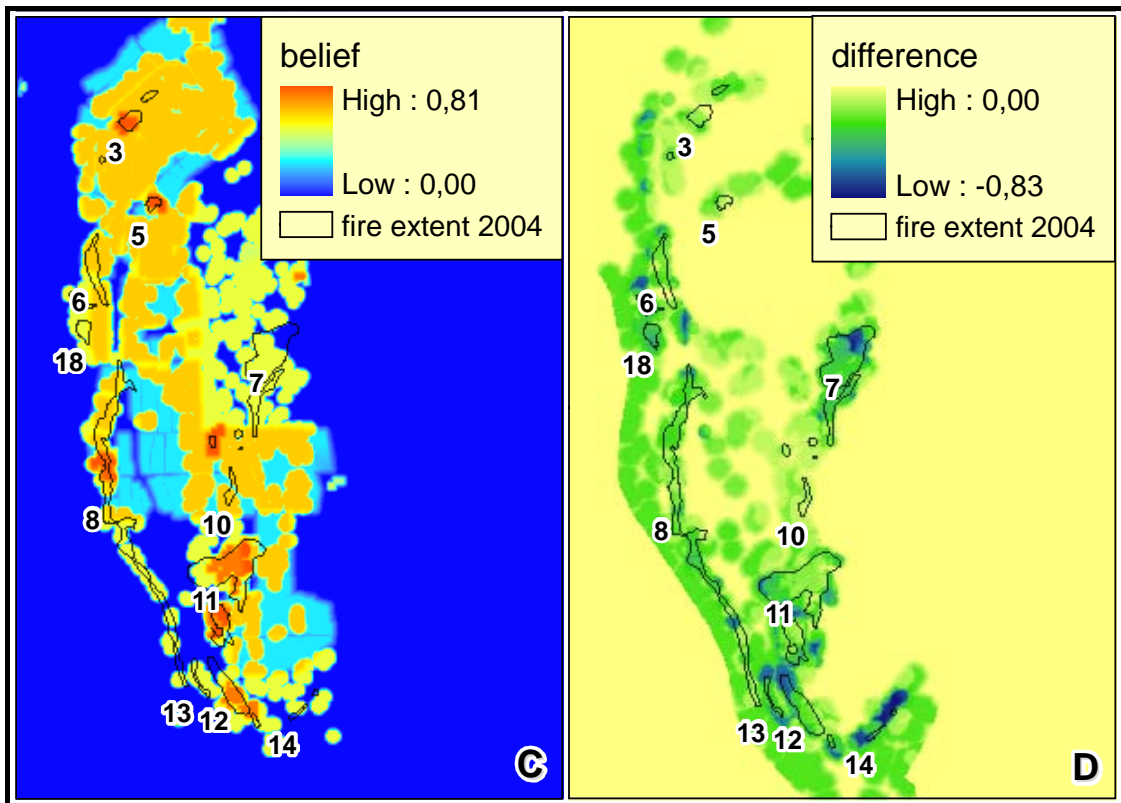 belief
High : 0,81
Low : 0,00
fire extent 2004
3
5
6
18
7
8
10
11
13
12
14
C
difference
High : 0,00
Low : -0,83
fire extent 2004
3
5
6
18
7
8
10
11
13
12
14
D